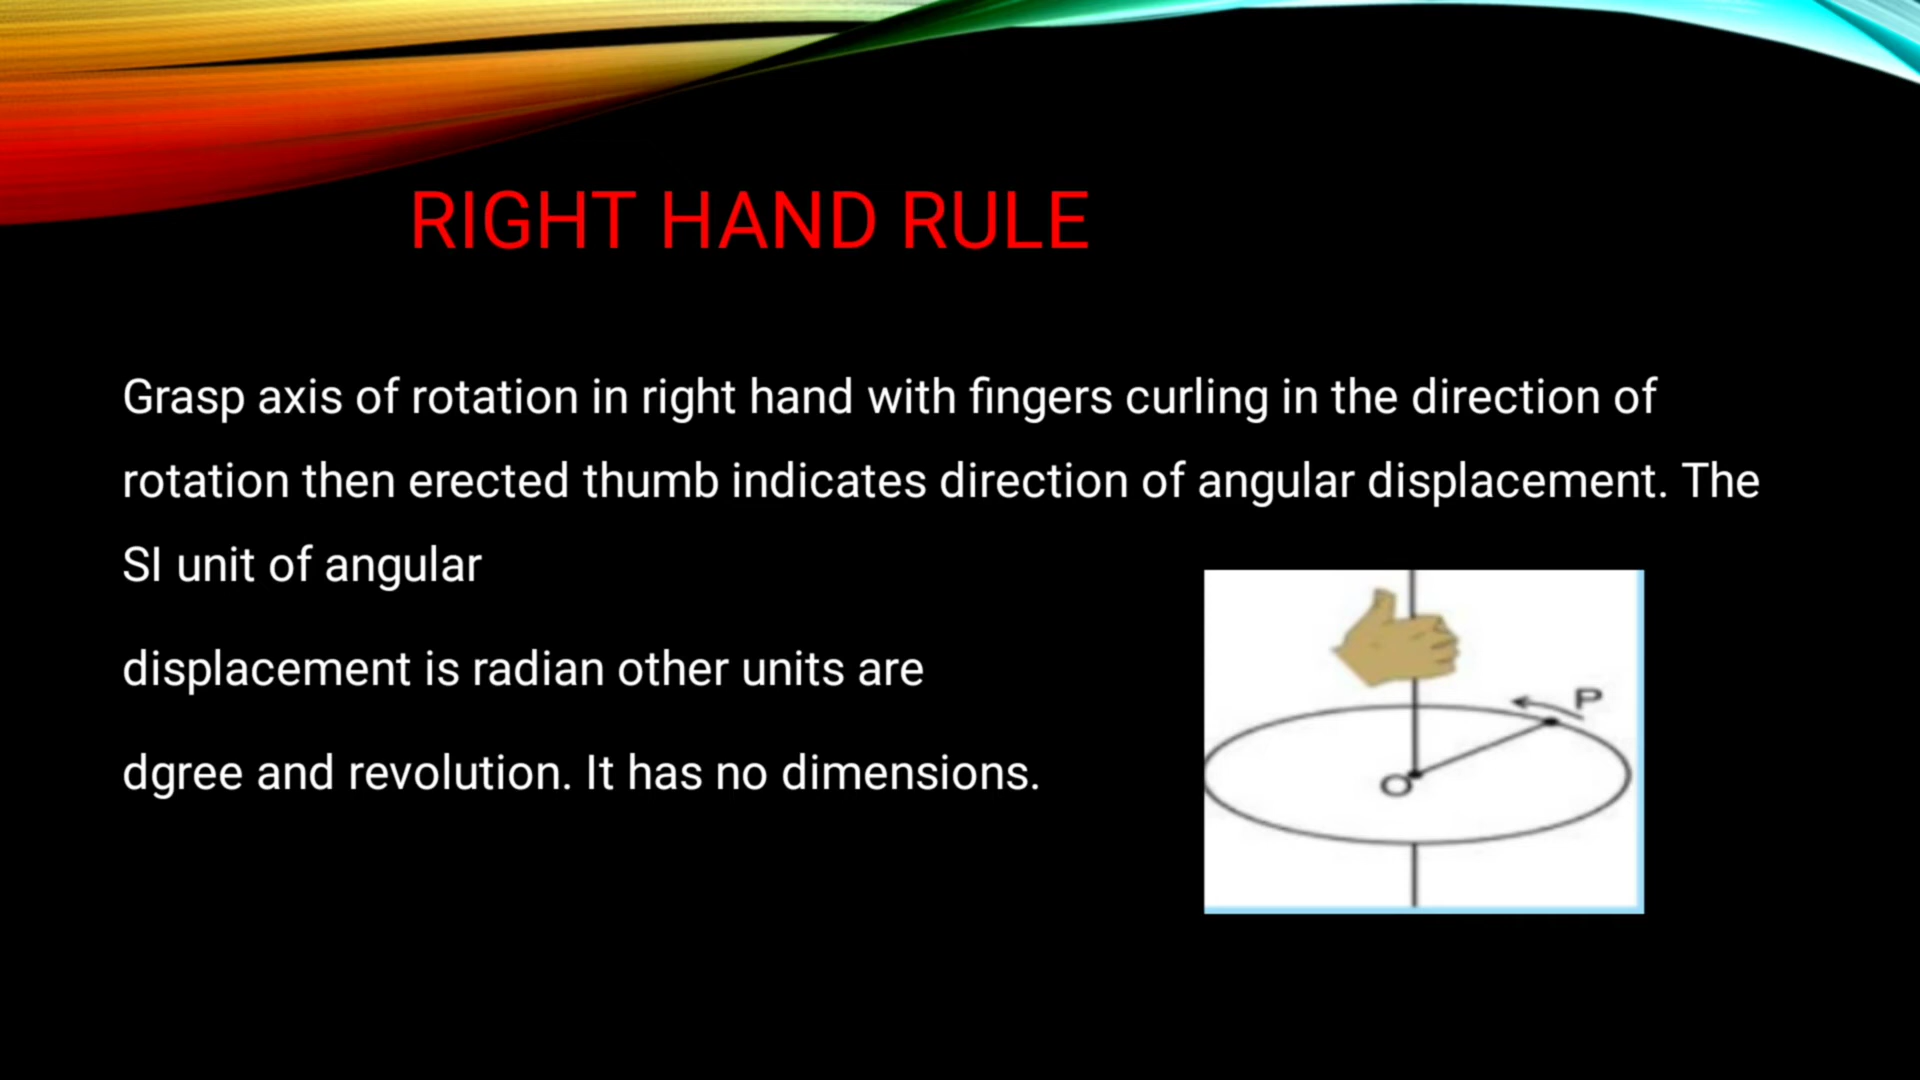 RIGHT HAND RULE
Grasp axis of rotation in right hand with fingers curling in the direction of
rotation then erected thumb indicates direction of angular displacement. The
SI unit of angular
displacement is radian other units are
dgree and revolution. It has no dimensions.
P
O